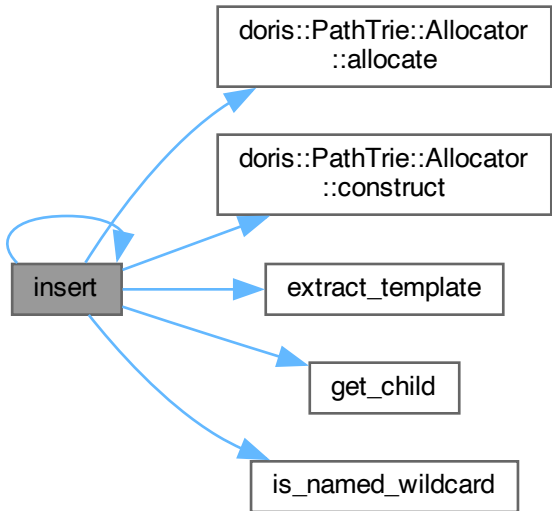 doris::PathTrie::Allocator
::allocate
doris::PathTrie::Allocator
::construct
insert
extract_template
get_child
is_named_wildcard